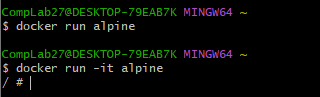 CompLab27@DESKTOP-79EAB7K MINGW64 ~
$ docker run alpine
CompLab27@DESKTOP-79EAB7K MINGW64 ~
$ docker run -it alpine
/ #